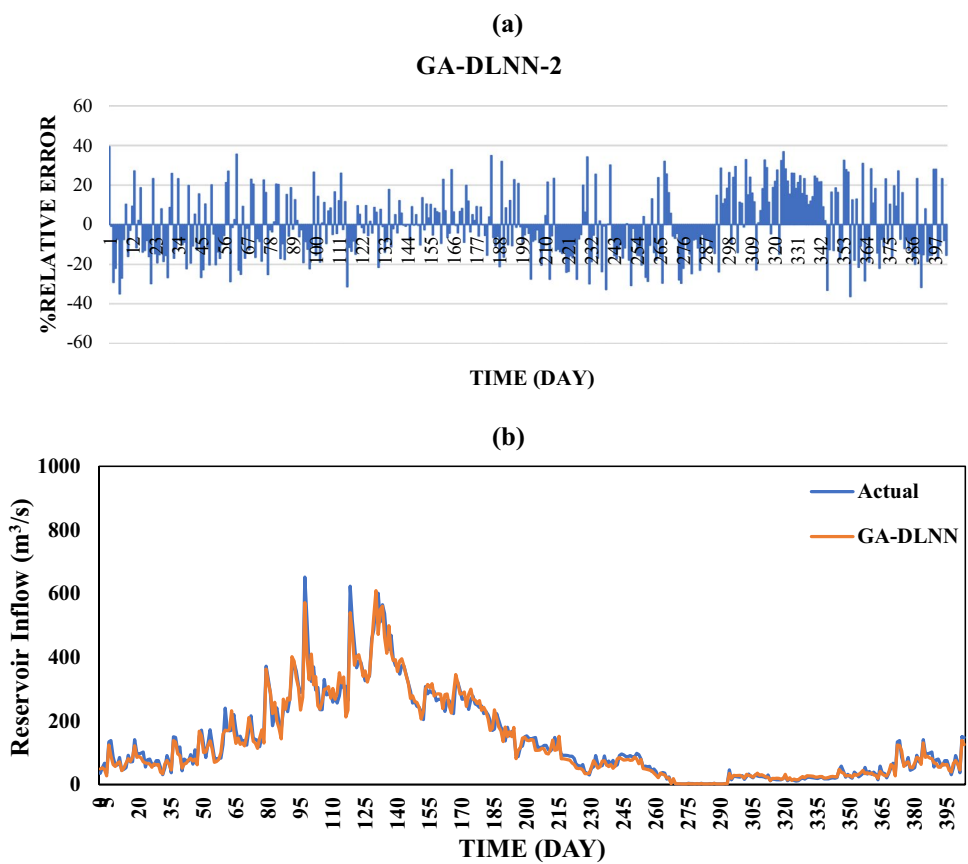 (a)
GA-DLNN-2
%RELATIVE ERROR
60
40
20
0
-20
-40
-60
1 12 23 34 45 56 67 78 89 100 111 122 133 144 155 166 177 188 199 210 221 232 243 254 265 276 287 298 309 320 331 342 353 364 375 386 397
TIME (DAY)
(b)
Reservoir Inflow (m³/s)
1000
800
600
400
200
0
Actual
GA-DLNN
5 20 35 50 65 80 95 110 125 140 155 170 185 200 215 230 245 260 275 290 305 320 335 350 365 380 395
TIME (DAY)